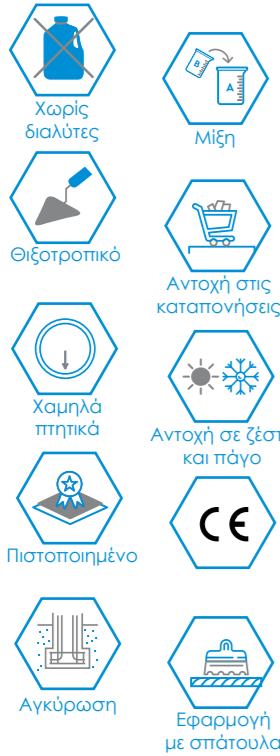 Χωρίς
διαλύτες
B
A
Μίξη
Θιξοτροπικό
Αντοχή στις
καταπονήσεις
Χαμηλά
πτητικά
Αντοχή σε ζέστ
και πάγο
Πιστοποιημένο
CE
Αγκύρωση
Εφαρμογή
με σπάτουλα